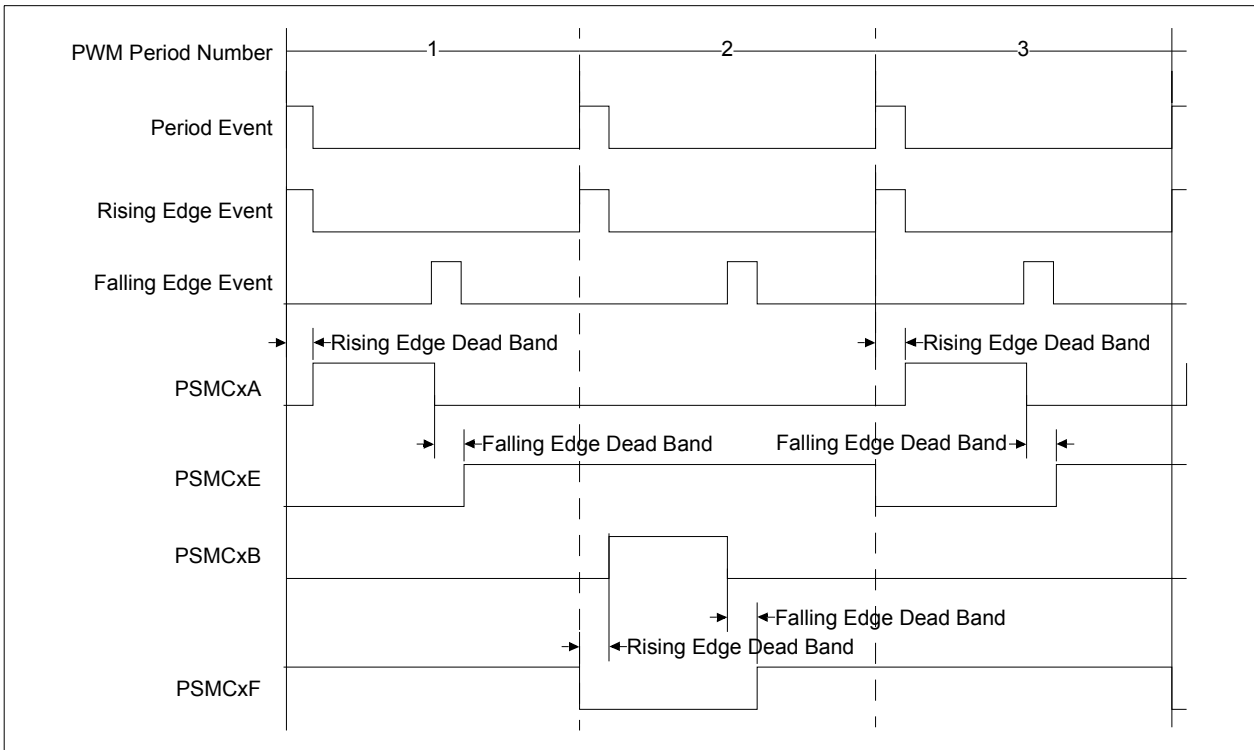 PWM Period Number
1
2
3
Period Event
Rising Edge Event
Falling Edge Event
Rising Edge Dead Band
Rising Edge Dead Band
PSMCxA
Falling Edge Dead Band
Falling Edge Dead Band
PSMCxE
PSMCxB
Falling Edge Dead Band
Rising Edge Dead Band
PSMCxF